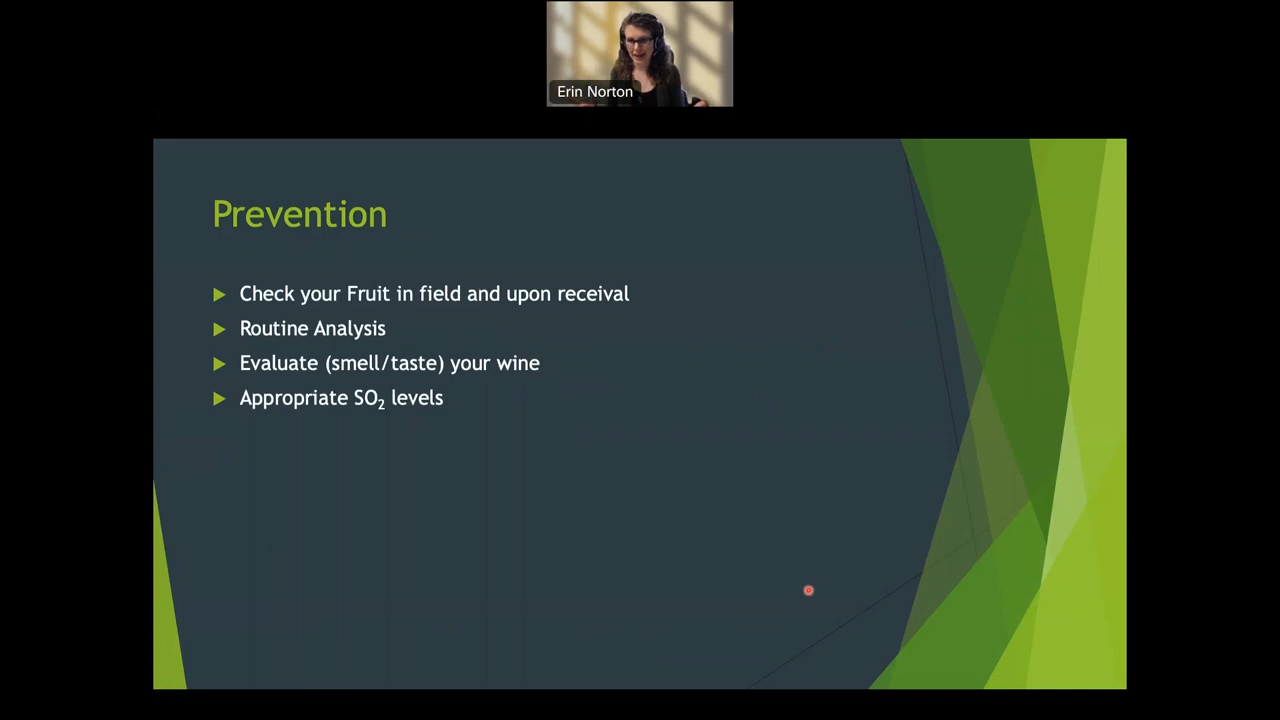 Erin Norton
Prevention
Check your Fruit in field and upon receival
Routine Analysis
Evaluate (smell/taste) your wine
Appropriate SO₂ levels